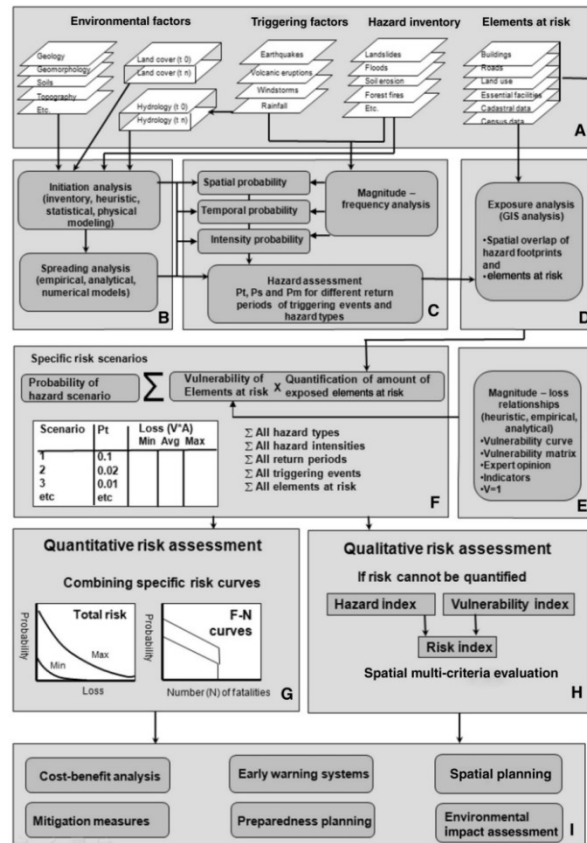 Environmental factors
Triggering factors
Hazard inventory
Elements at risk
Geology
Geomorphology
Soils
Topography
Etc.
Land cover (t 0)
Land cover (t n)
Hydrology (t 0)
Hydrology (t n)
Earthquakes
Volcanic eruptions
Windstorms
Rainfall
Landslides
Floods
Soil erosion
Forest fires
Etc.
Buildings
Roads
Land use
Essential facilities
Cadastral data
Census data
A
Initiation analysis
(inventory, heuristic,
statistical, physical
modeling)
Spreading analysis
(empirical, analytical,
numerical models)
B
Spatial probability
Temporal probability
Intensity probability
Magnitude –
frequency analysis
Hazard assessment
Pt, Ps and Pm for different return
periods of triggering events and
hazard types
C
Exposure analysis
(GIS analysis)
•Spatial overlap of
hazard footprints
and
•elements at risk
D
Specific risk scenarios
Probability of
hazard scenario
Σ
Vulnerability of
Elements at risk
X
Quantification of amount of
exposed elements at risk
Scenario Pt Loss (V*A)
Min Avg Max
1 0.1
2 0.02
3 0.01
etc etc
Σ All hazard types
Σ All hazard intensities
Σ All return periods
Σ All triggering events
Σ All elements at risk
F
Magnitude – loss
relationships
(heuristic, empirical,
analytical)
•Vulnerability curve
•Vulnerability matrix
•Expert opinion
•Indicators
•V=1
E
Quantitative risk assessment
Combining specific risk curves
Probability
Total risk
Min
Max
Loss
Probability
F-N
curves
Number (N) of fatalities
G
Qualitative risk assessment
If risk cannot be quantified
Hazard index
Vulnerability index
Risk index
Spatial multi-criteria evaluation
H
Cost-benefit analysis
Early warning systems
Spatial planning
Mitigation measures
Preparedness planning
Environmental
impact assessment
I